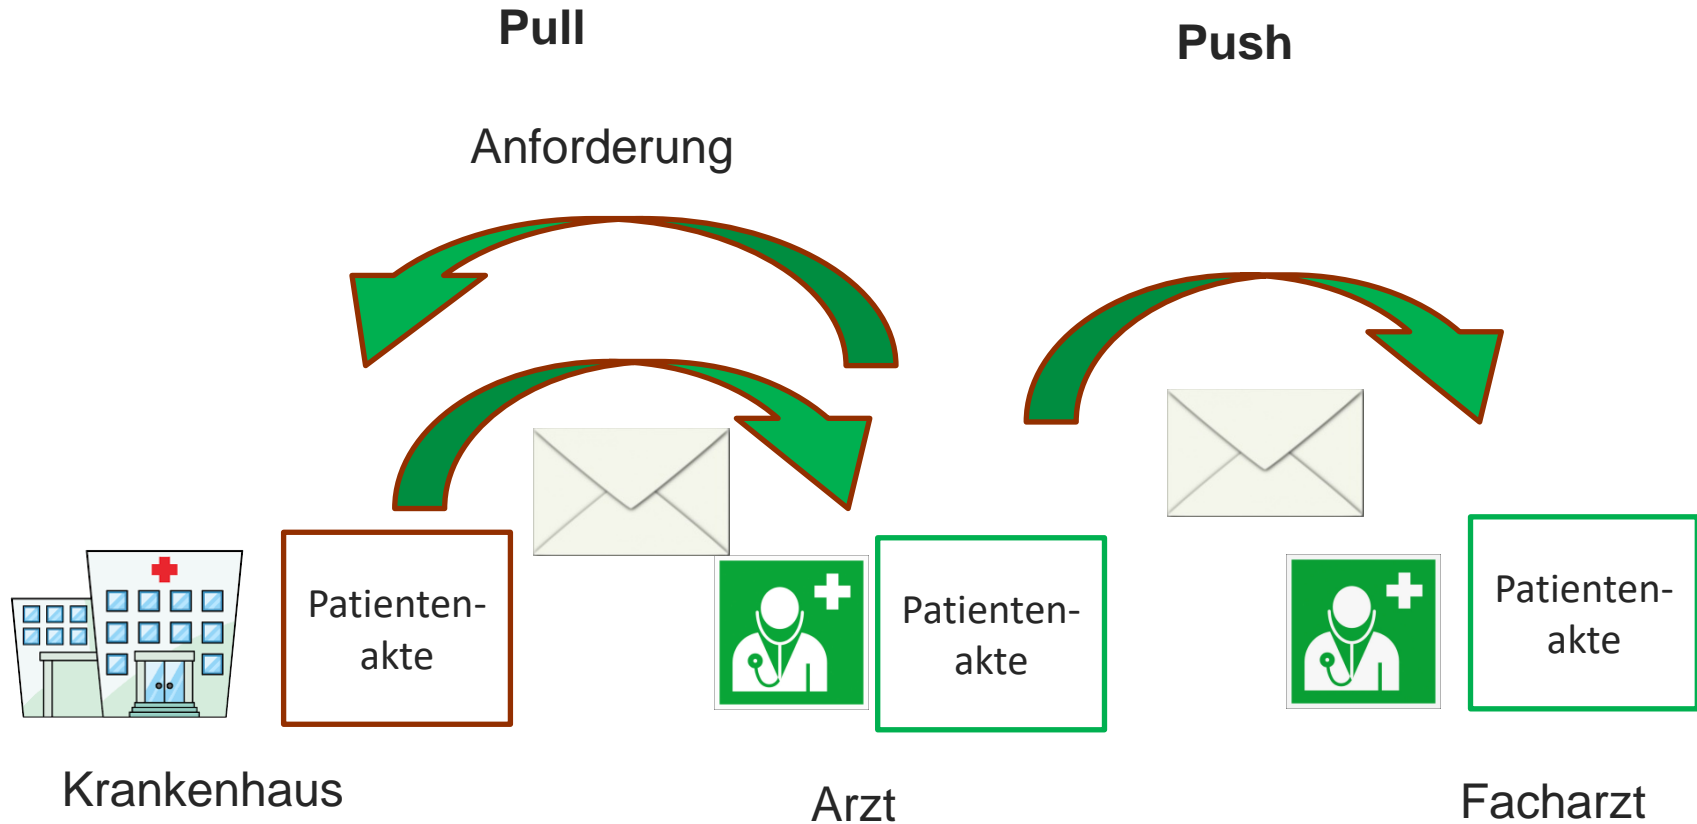 Pull
Push
Anforderung
Patienten-
akte
Patienten-
akte
Patienten-
akte
Krankenhaus
Arzt
Facharzt